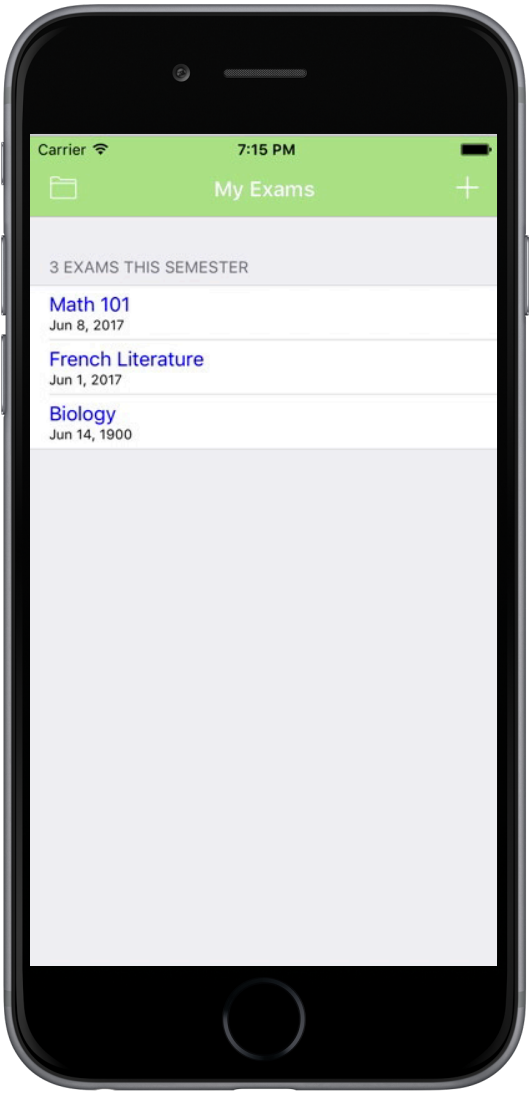 Carrier 7:15 PM
My Exams
3 EXAMS THIS SEMESTER
Math 101
Jun 8, 2017
French Literature
Jun 1, 2017
Biology
Jun 14, 1900